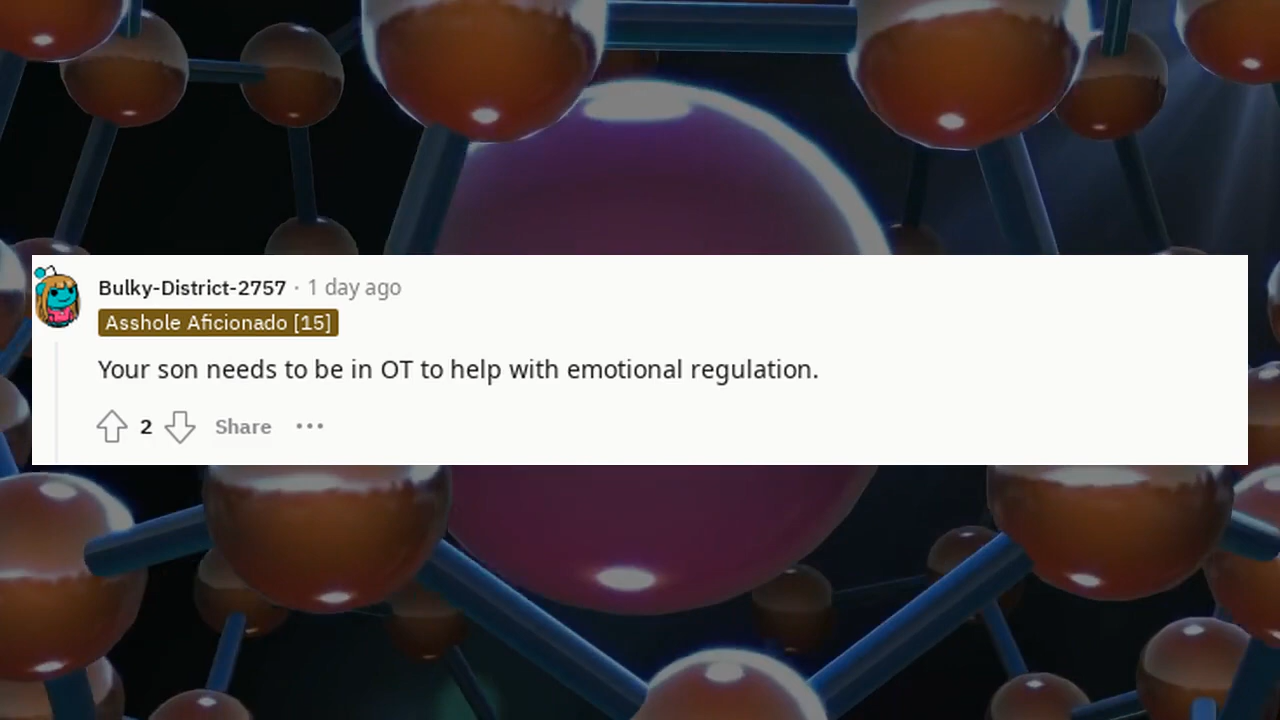 Bulky-District-2757 · 1 day ago
Asshole Aficionado [15]
Your son needs to be in OT to help with emotional regulation.
2 Share